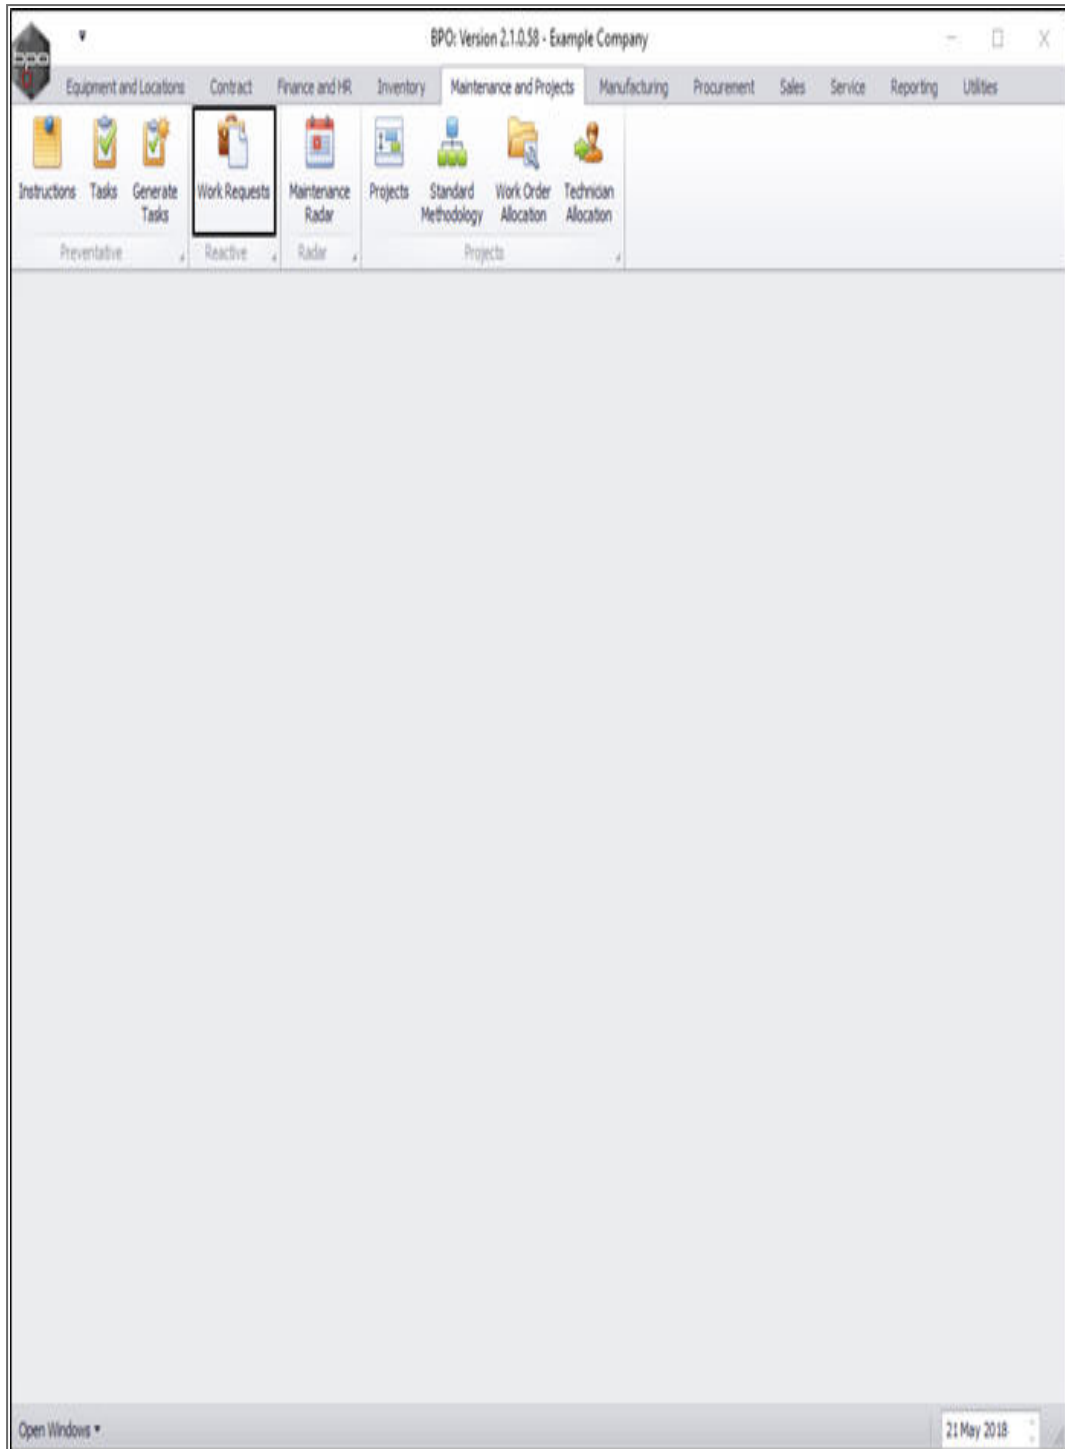 BPO: Version 2.1.0.58 - Example Company
bpo
Equipment and Locations Contract Finance and HR Inventory Maintenance and Projects Manufacturing Procurement Sales Service Reporting Utilities
Instructions Tasks Generate Tasks Work Requests Maintenance Radar Projects Standard Methodology Work Order Allocation Technician Allocation
Preventative Reactive Radar Projects
Open Windows 21 May 2018